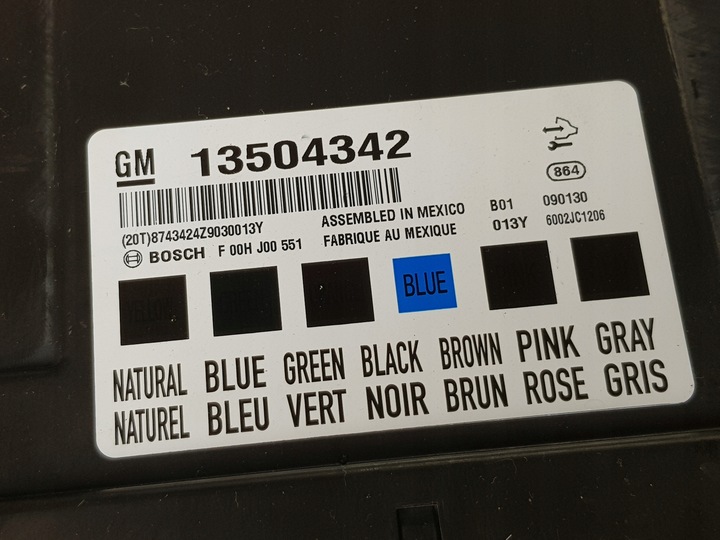 GM 13504342
864
(20T)8743424Z9030013Y
ASSEMBLED IN MEXICO
FABRIQUE AU MEXIQUE
B01 090130
013Y 6002JC1206
BOSCH F 00H J00 551
BLUE
NATURAL BLUE GREEN BLACK BROWN PINK GRAY
NATUREL BLEU VERT NOIR BRUN ROSE GRIS